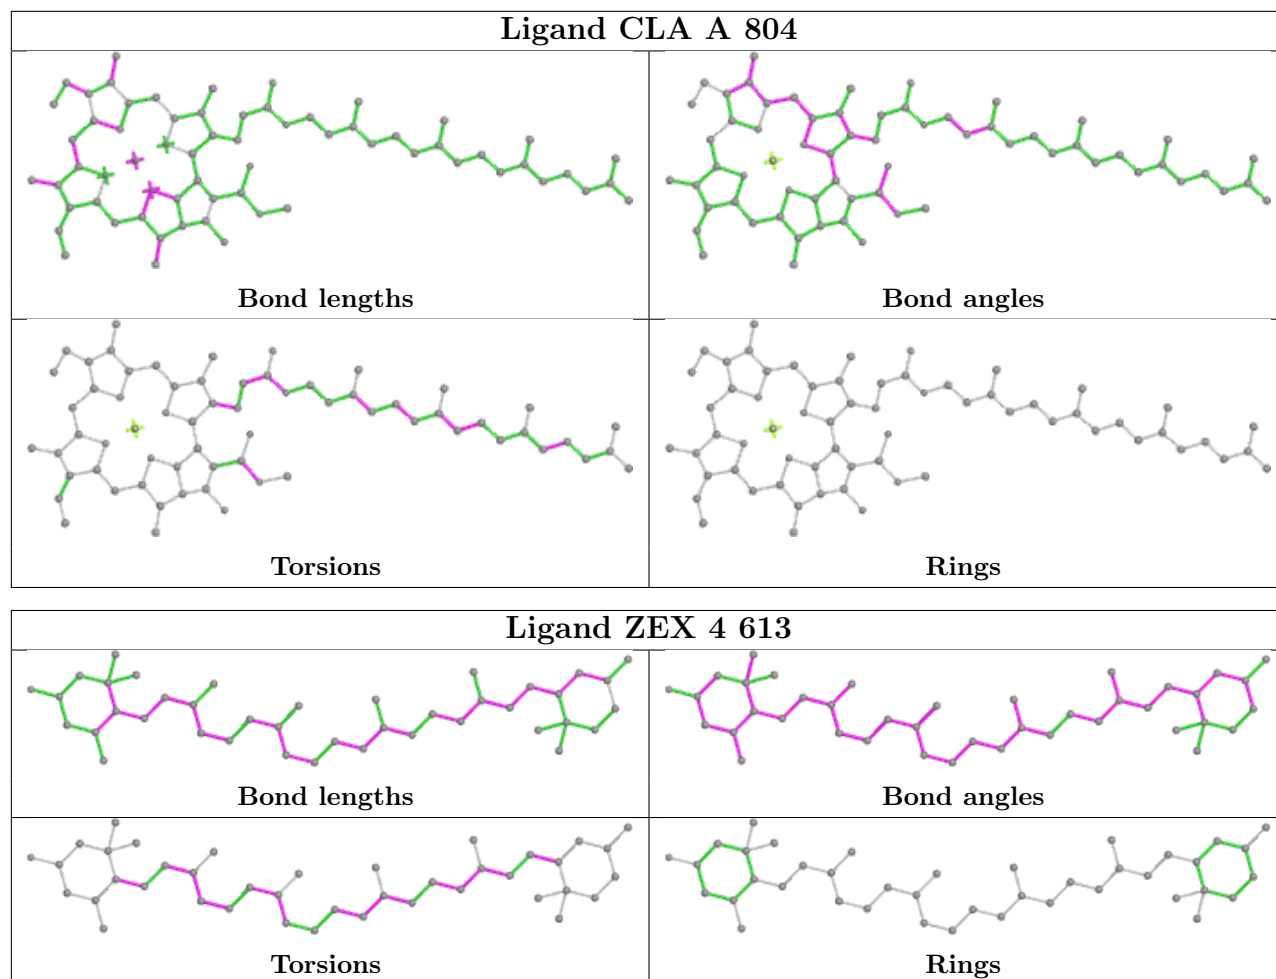 Ligand CLA A 804
Bond lengths
Bond angles
Torsions
Rings
Ligand ZEX 4 613
Bond lengths
Bond angles
Torsions
Rings